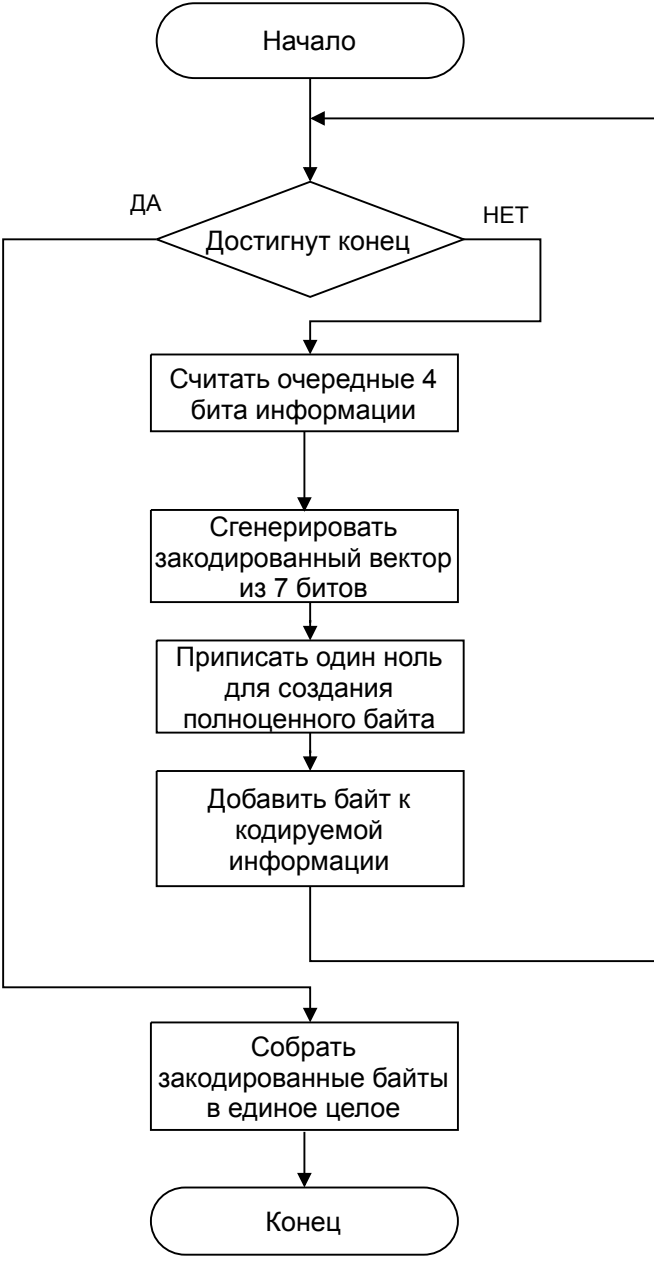 Начало
ДА
НЕТ
Достигнут конец
Считать очередные 4
бита информации
Сгенерировать
закодированный вектор
из 7 битов
Приписать один ноль
для создания
полноценного байта
Добавить байт к
кодируемой
информации
Собрать
закодированные байты
в единое целое
Конец